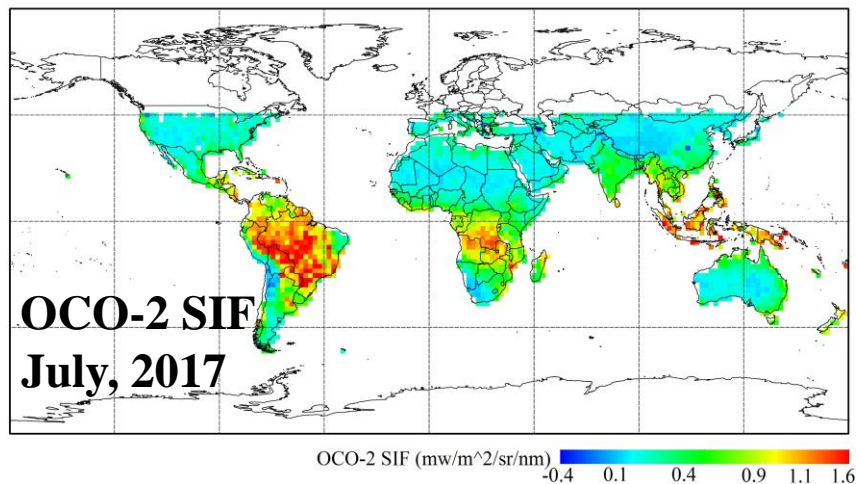 OCO-2 SIF
July, 2017
OCO-2 SIF (mw/m^2/sr/nm)
-0.4 0.1 0.4 0.9 1.1 1.6